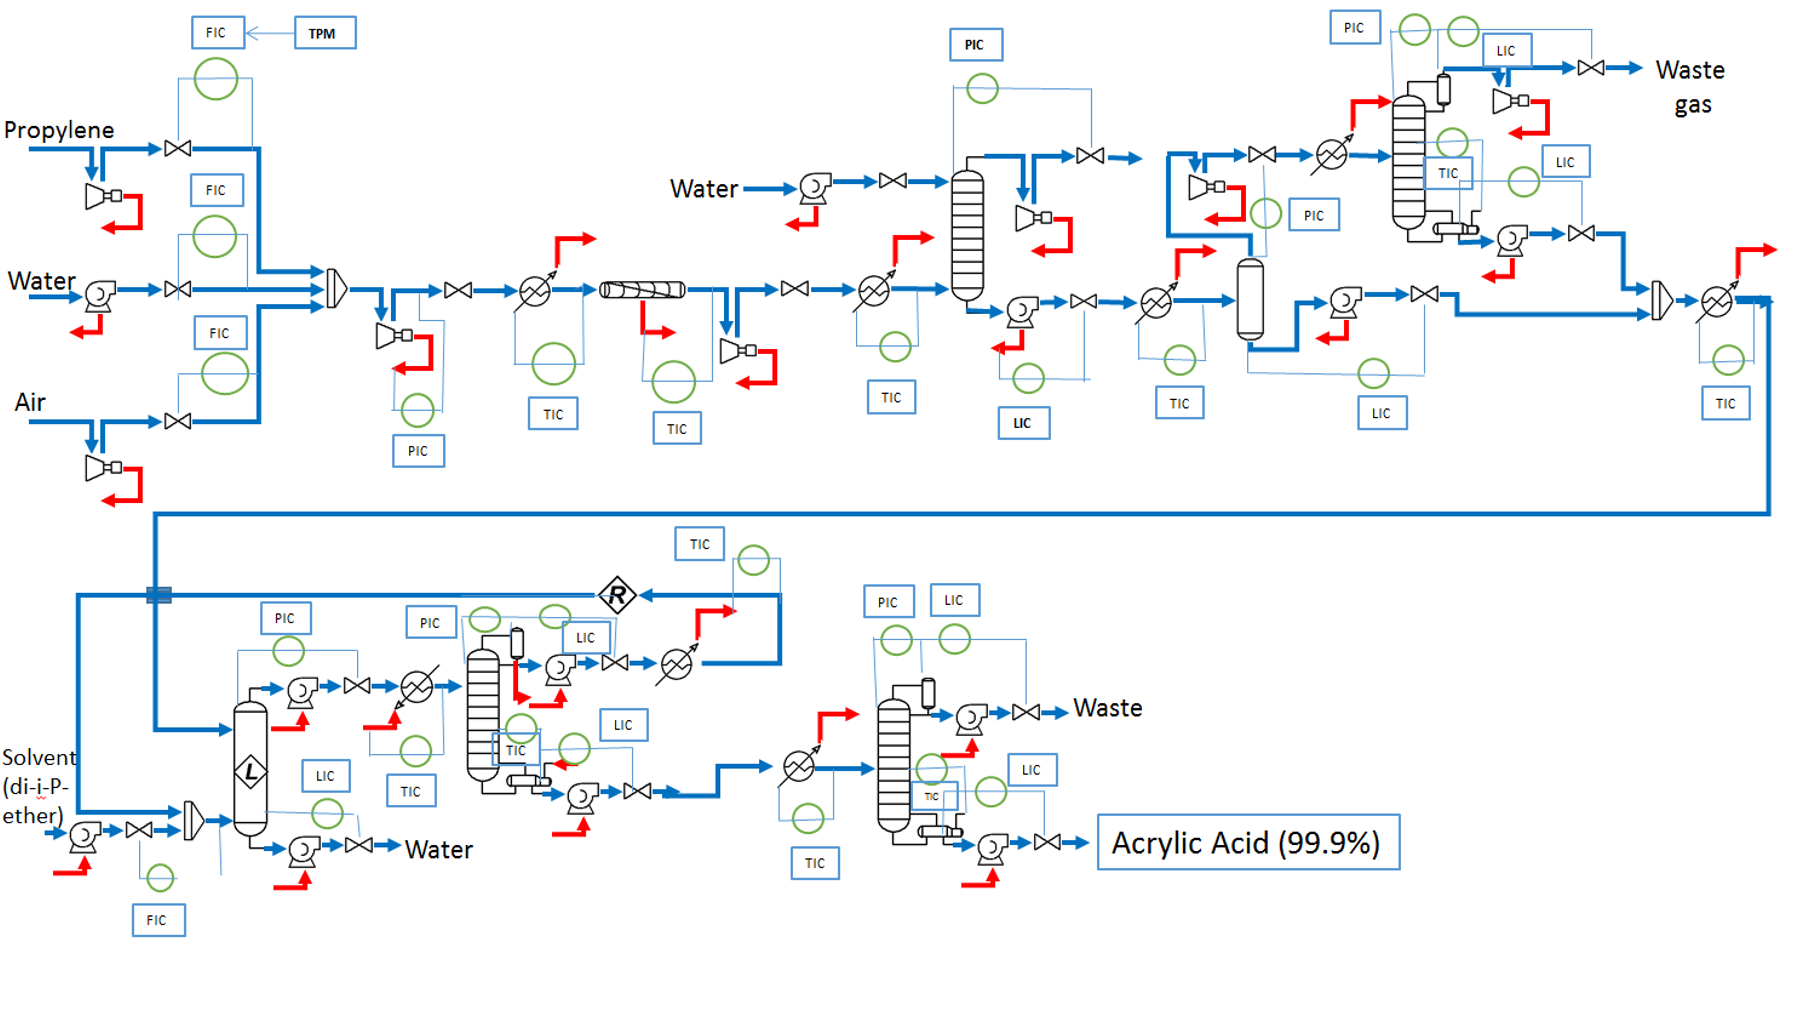 FIC
TPM
PIC
PIC
LIC
Waste
gas
Propylene
FIC
Water
LIC
TIC
PIC
Water
FIC
Air
PIC
TIC
TIC
TIC
LIC
TIC
LIC
TIC
TIC
R
PIC
PIC
LIC
PIC
LIC
Waste
LIC
TIC
Solvent
(di-i-P-
ether)
L
LIC
TIC
LIC
TIC
Acrylic Acid (99.9%)
Water
TIC
FIC